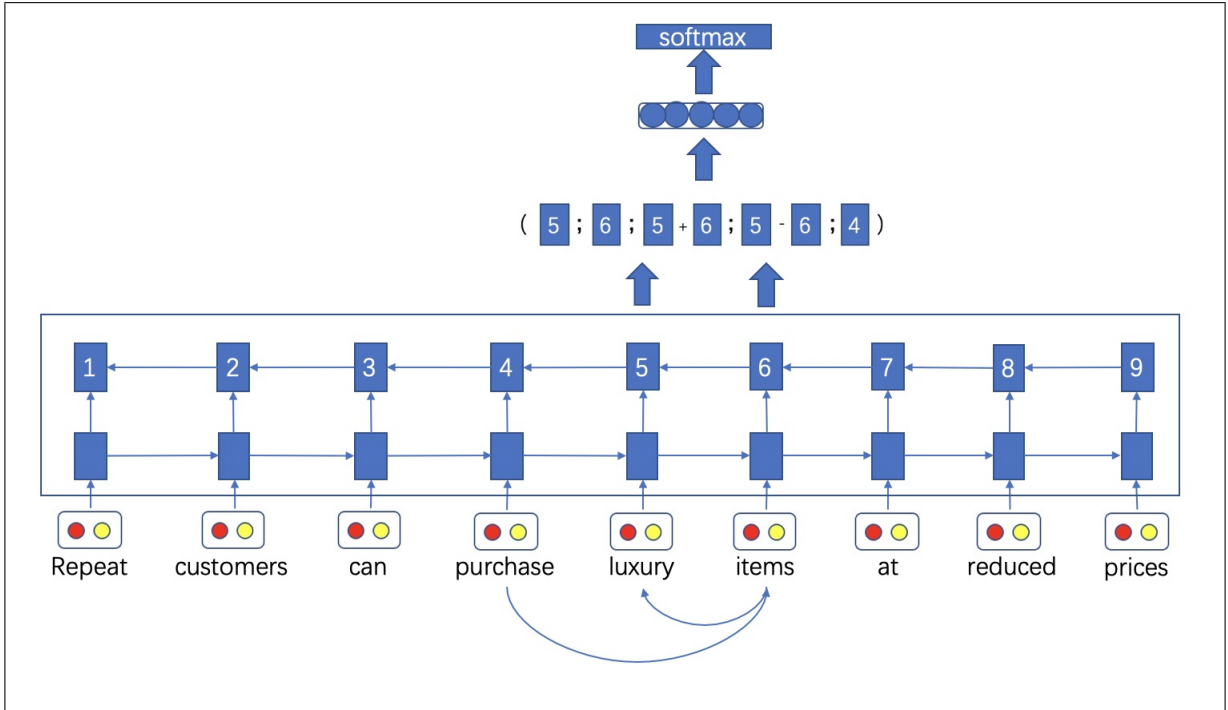 softmax
( 5 ; 6 ; 5 + 6 ; 5 - 6 ; 4 )
1 2 3 4 5 6 7 8 9
Repeat customers can purchase luxury items at reduced prices